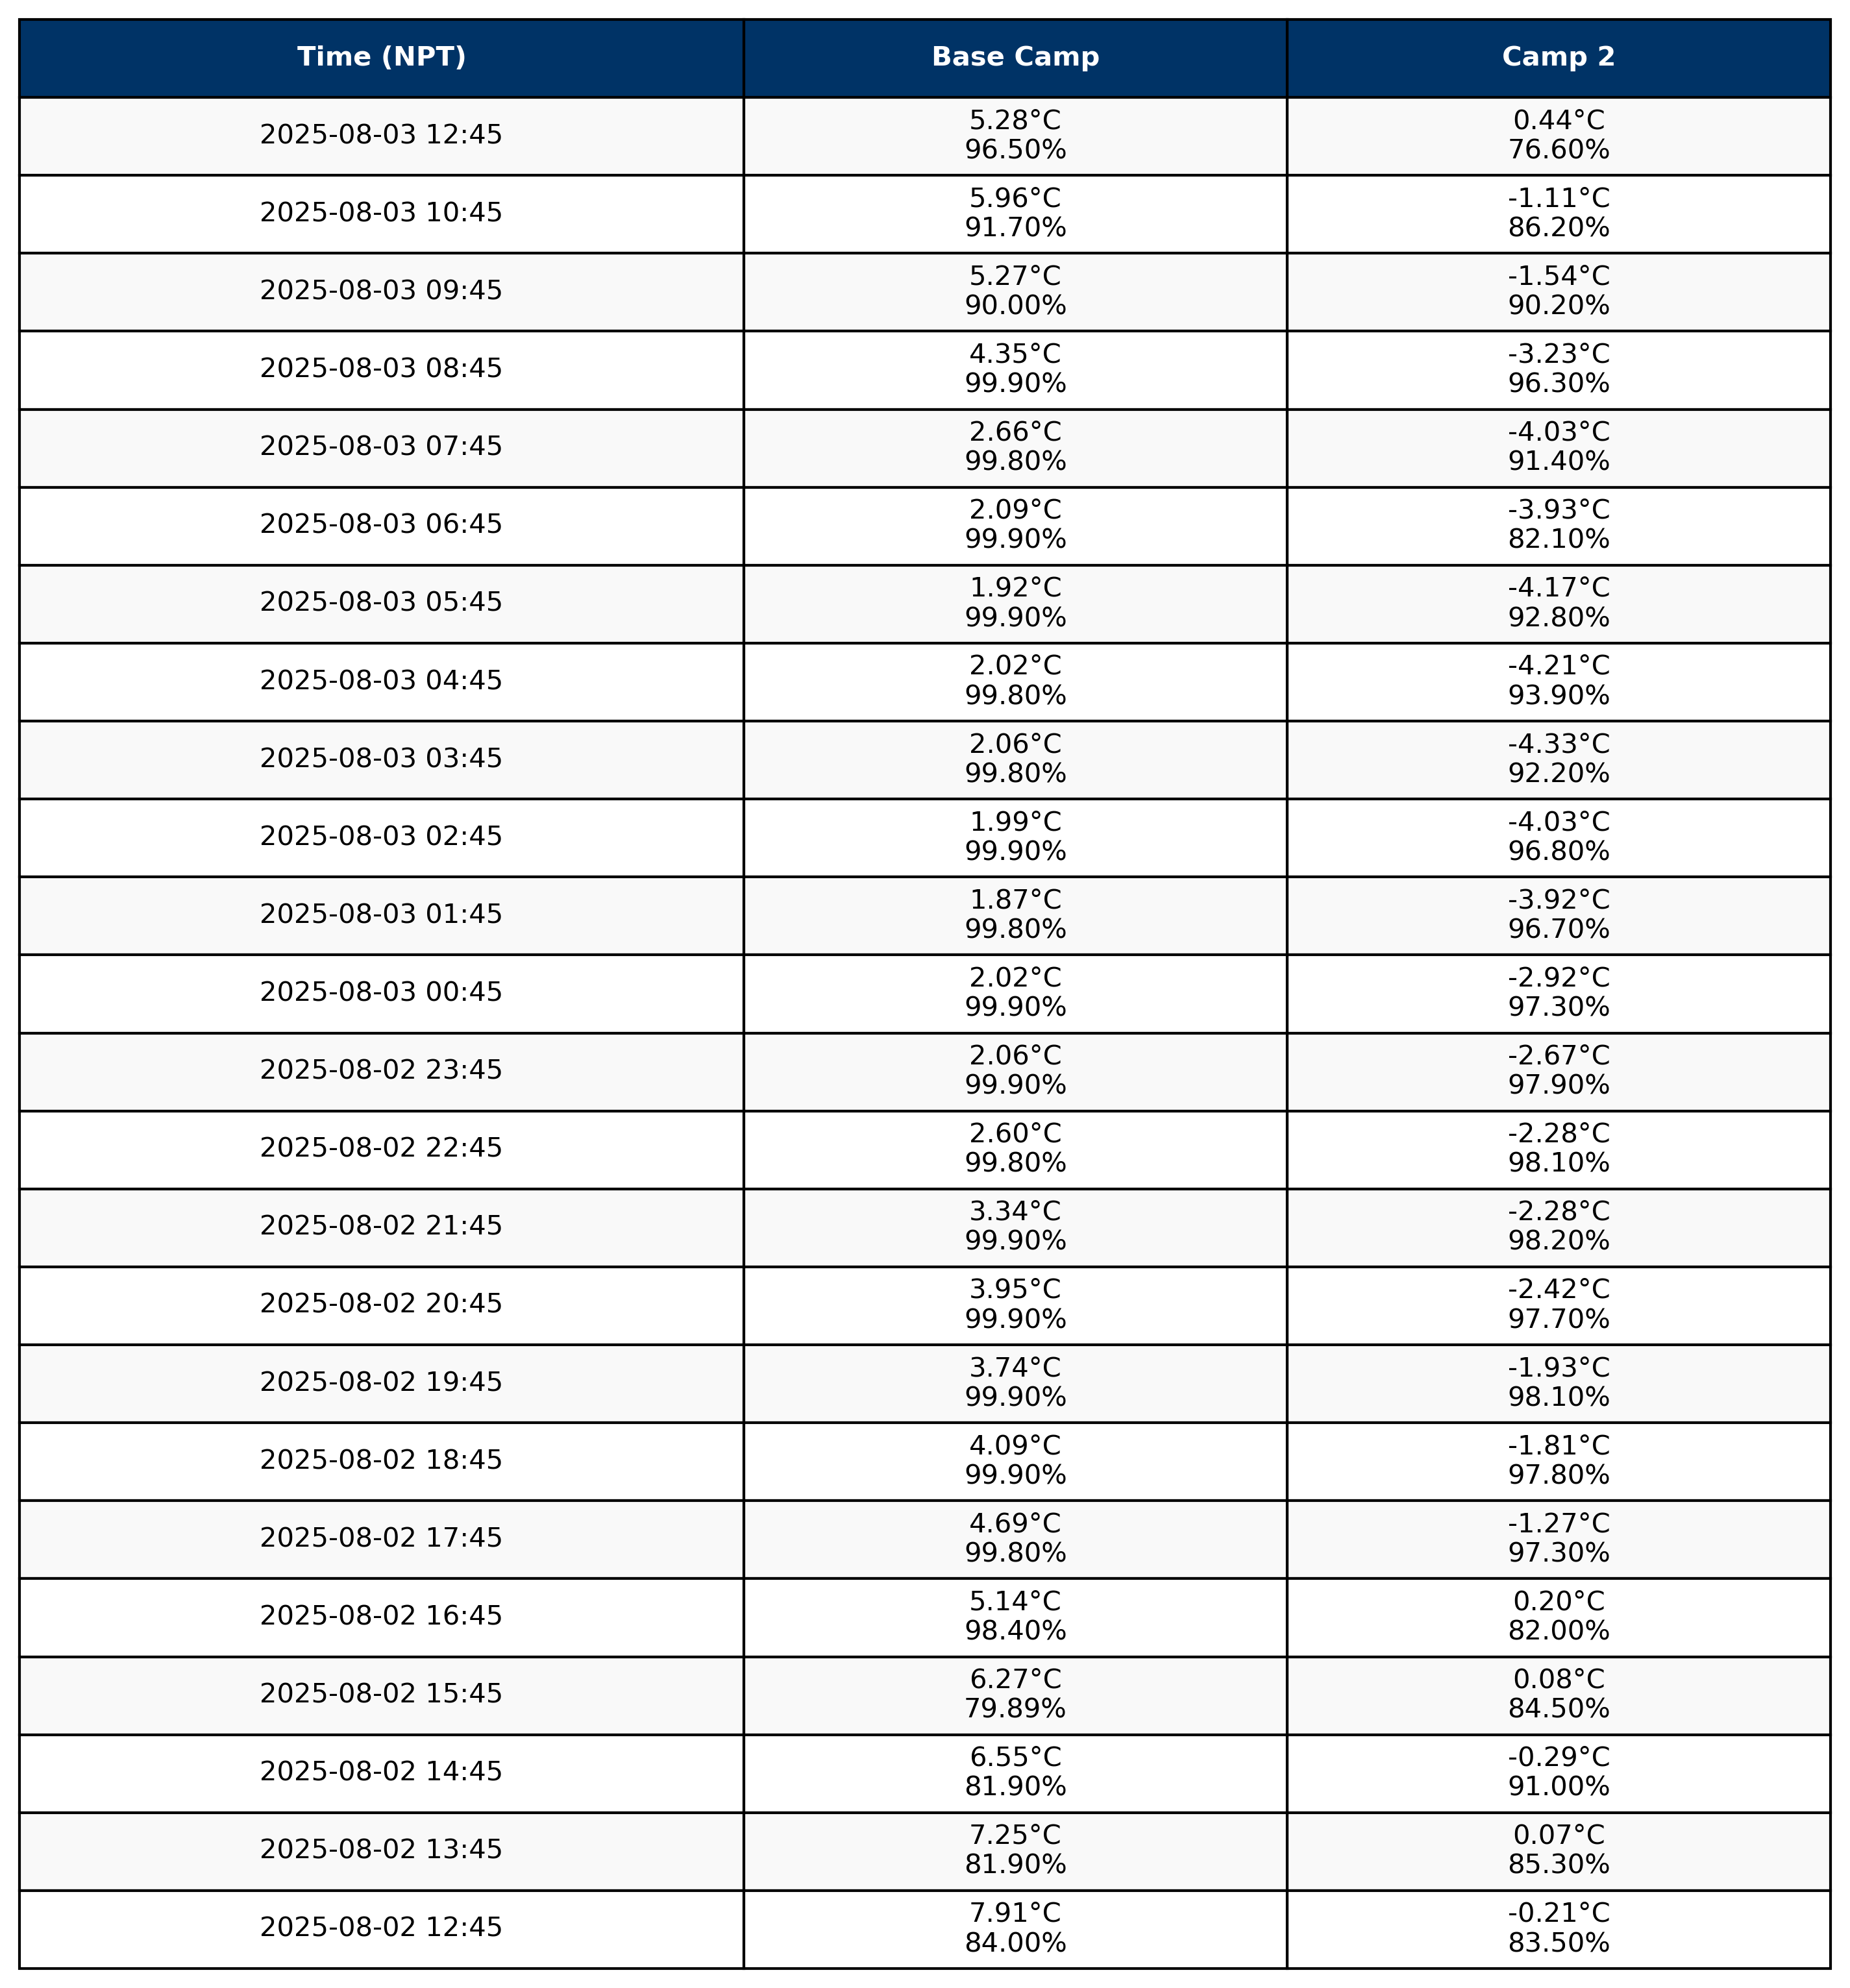 Time (NPT) Base Camp Camp 2
2025-08-03 12:45 5.28°C 0.44°C
96.50% 76.60%
2025-08-03 10:45 5.96°C -1.11°C
91.70% 86.20%
2025-08-03 09:45 5.27°C -1.54°C
90.00% 90.20%
2025-08-03 08:45 4.35°C -3.23°C
99.90% 96.30%
2025-08-03 07:45 2.66°C -4.03°C
99.80% 91.40%
2025-08-03 06:45 2.09°C -3.93°C
99.90% 82.10%
2025-08-03 05:45 1.92°C -4.17°C
99.90% 92.80%
2025-08-03 04:45 2.02°C -4.21°C
99.80% 93.90%
2025-08-03 03:45 2.06°C -4.33°C
99.80% 92.20%
2025-08-03 02:45 1.99°C -4.03°C
99.90% 96.80%
2025-08-03 01:45 1.87°C -3.92°C
99.80% 96.70%
2025-08-03 00:45 2.02°C -2.92°C
99.90% 97.30%
2025-08-02 23:45 2.06°C -2.67°C
99.90% 97.90%
2025-08-02 22:45 2.60°C -2.28°C
99.80% 98.10%
2025-08-02 21:45 3.34°C -2.28°C
99.90% 98.20%
2025-08-02 20:45 3.95°C -2.42°C
99.90% 97.70%
2025-08-02 19:45 3.74°C -1.93°C
99.90% 98.10%
2025-08-02 18:45 4.09°C -1.81°C
99.90% 97.80%
2025-08-02 17:45 4.69°C -1.27°C
99.80% 97.30%
2025-08-02 16:45 5.14°C 0.20°C
98.40% 82.00%
2025-08-02 15:45 6.27°C 0.08°C
79.89% 84.50%
2025-08-02 14:45 6.55°C -0.29°C
81.90% 91.00%
2025-08-02 13:45 7.25°C 0.07°C
81.90% 85.30%
2025-08-02 12:45 7.91°C -0.21°C
84.00% 83.50%